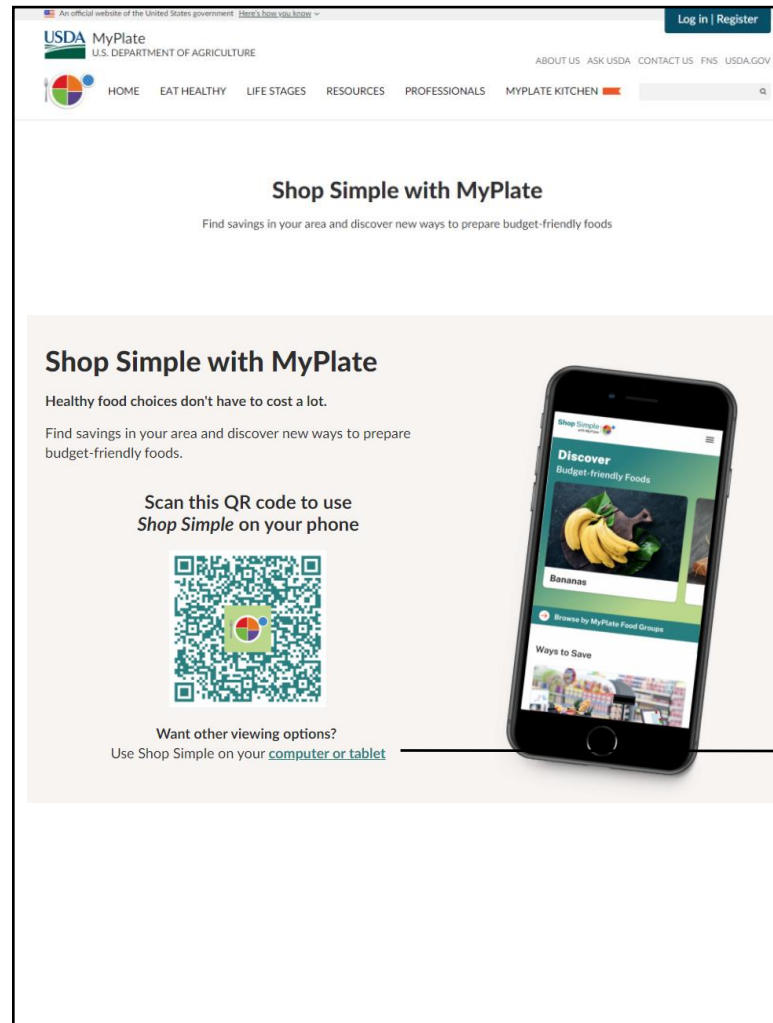 An official website of the United States government Here's how you know
Log in | Register
USDA MyPlate
U.S. DEPARTMENT OF AGRICULTURE
ABOUT US ASK USDA CONTACT US FNS USDA.GOV
HOME EAT HEALTHY LIFE STAGES RESOURCES PROFESSIONALS MYPLATE KITCHEN
Shop Simple with MyPlate
Find savings in your area and discover new ways to prepare budget-friendly foods
Shop Simple with MyPlate
Healthy food choices don't have to cost a lot.
Find savings in your area and discover new ways to prepare
budget-friendly foods.
Scan this QR code to use
Shop Simple on your phone
Want other viewing options?
Use Shop Simple on your computer or tablet
Shop Simple
with MyPlate
Discover
Budget-friendly Foods
Bananas
Browse by MyPlate Food Groups
Ways to Save